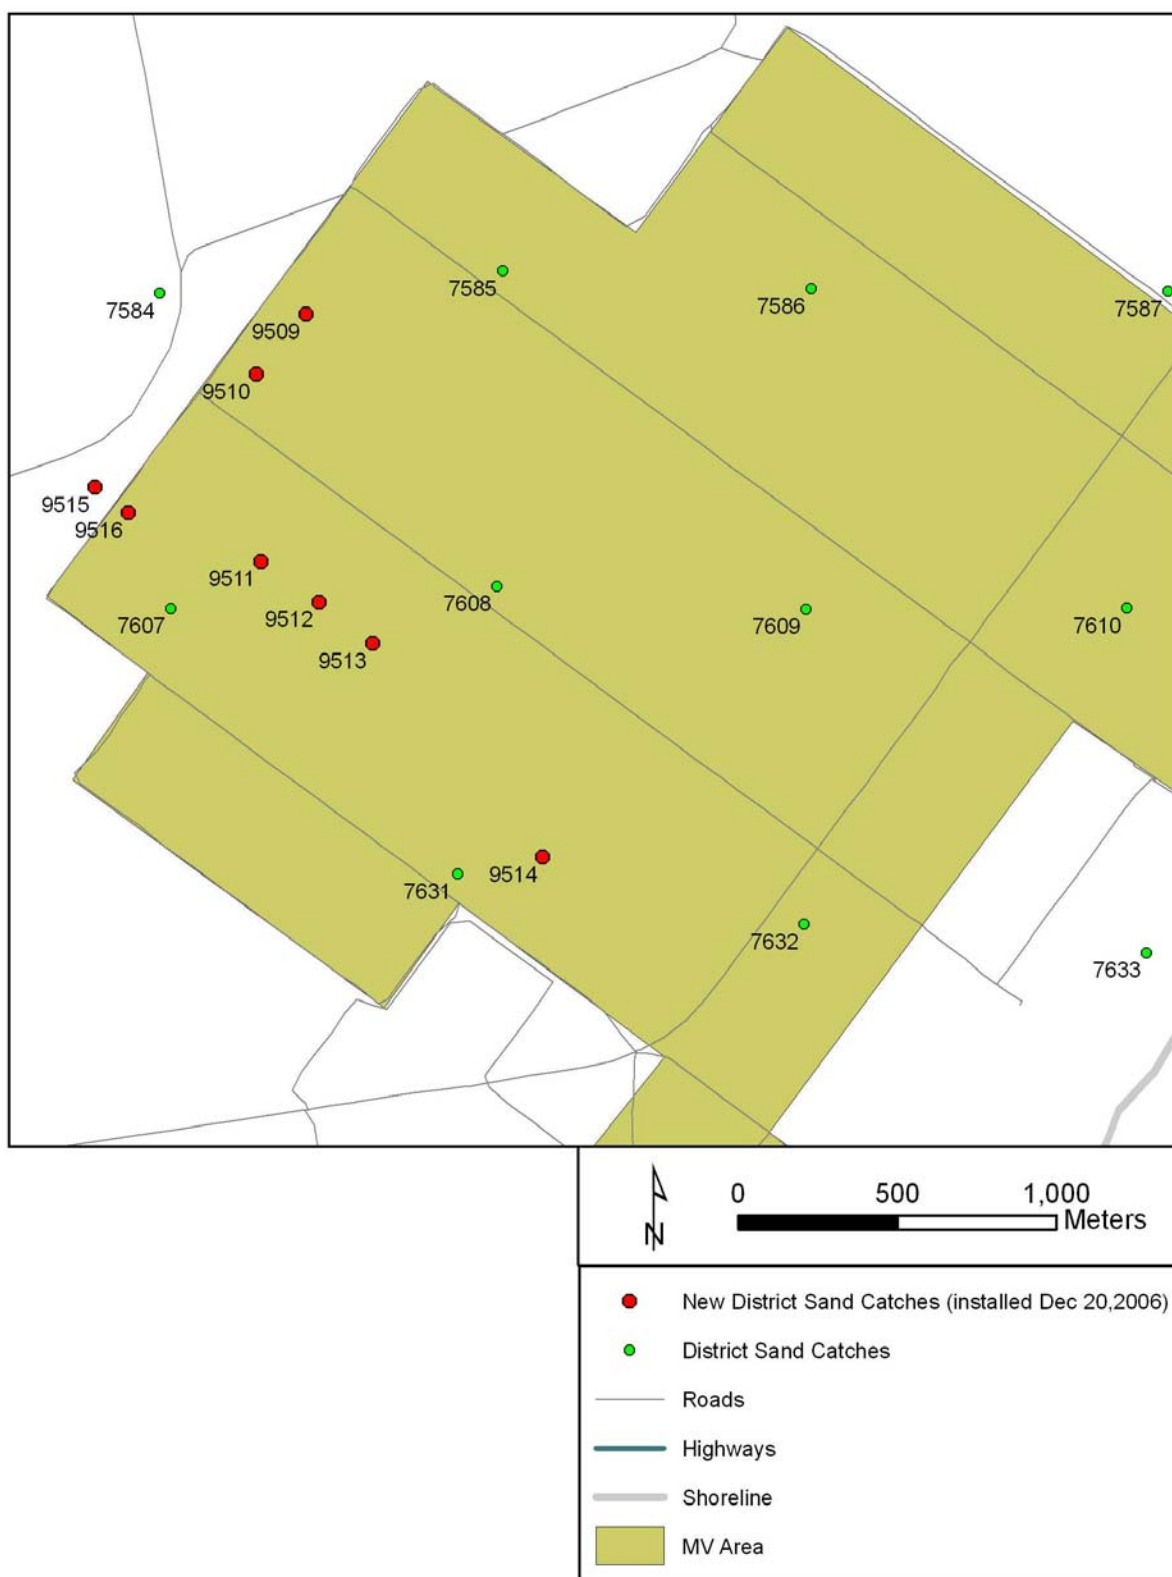 7585
7586
7587
7584
9509
9510
9515
9516
9511
7608
7607
9512
7609
7610
9513
9514
7631
7632
7633
N
0 500 1,000
Meters
New District Sand Catches (installed Dec 20,2006)
District Sand Catches
Roads
Highways
Shoreline
MV Area